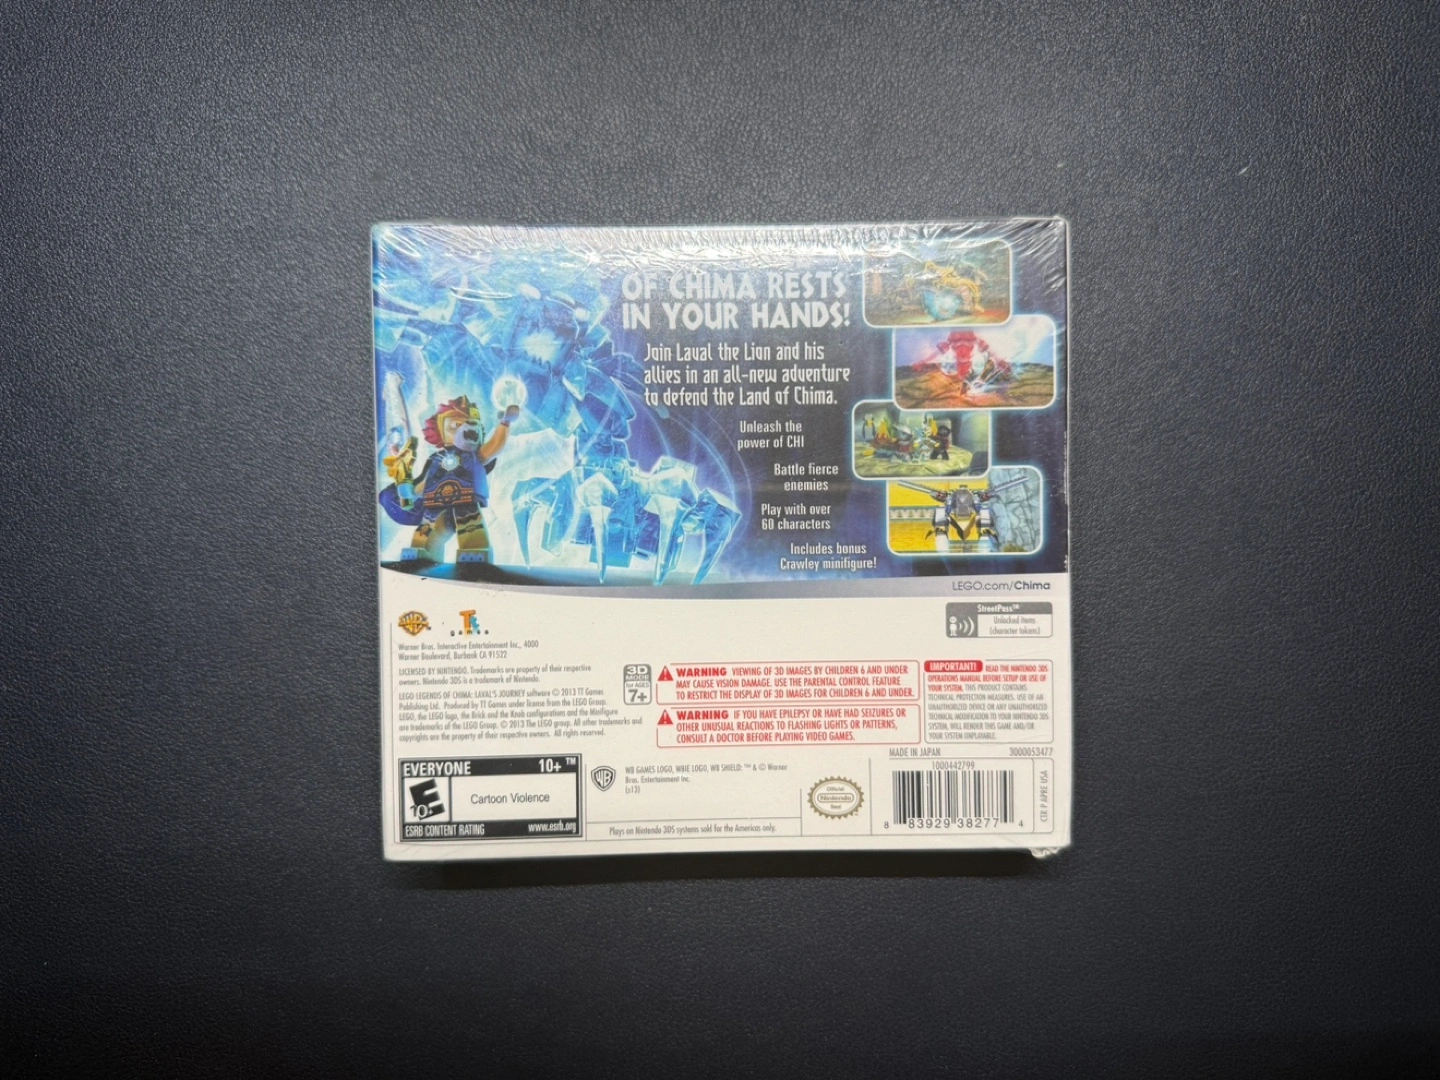 OF CHIMA RESTS
IN YOUR HANDS!
Join Laval the Lion and his
allies in an all-new adventure
to defend the Land of Chima.
Unleash the
power of CHI
Battle fierce
enemies
Play with over
60 characters
Includes bonus
Crawley minifigure!
LEGO.com/Chima
WB
Tt
games
StreetPass™
Unlocked items
(character tokens)
Warner Bros. Interactive Entertainment Inc., 4000
Warner Boulevard, Burbank CA 91522
LICENSED BY NINTENDO. Trademarks are property of their respective
owners. Nintendo 3DS is a trademark of Nintendo.
LEGO LEGENDS OF CHIMA: LAVAL'S JOURNEY software © 2013 TT Games
Publishing Ltd. Produced by TT Games under license from the LEGO Group.
LEGO, the LEGO logo, the Brick and the Knob configurations and the Minifigure
are trademarks of the LEGO Group. © 2013 The LEGO group. All other trademarks and
copyrights are the property of their respective owners. All rights reserved.
3D
MODE
for AGES
7+
WARNING VIEWING OF 3D IMAGES BY CHILDREN 6 AND UNDER
MAY CAUSE VISION DAMAGE. USE THE PARENTAL CONTROL FEATURE
TO RESTRICT THE DISPLAY OF 3D IMAGES FOR CHILDREN 6 AND UNDER.
WARNING IF YOU HAVE EPILEPSY OR HAVE HAD SEIZURES OR
OTHER UNUSUAL REACTIONS TO FLASHING LIGHTS OR PATTERNS,
CONSULT A DOCTOR BEFORE PLAYING VIDEO GAMES.
IMPORTANT! READ THE NINTENDO 3DS
OPERATIONS MANUAL BEFORE SETUP OR USE OF
YOUR SYSTEM. THIS PRODUCT CONTAINS
TECHNICAL PROTECTION MEASURES. USE OF AN
UNAUTHORIZED DEVICE OR ANY UNAUTHORIZED
TECHNICAL MODIFICATION TO YOUR NINTENDO 3DS
SYSTEM, WILL RENDER THIS GAME AND/OR
YOUR SYSTEM UNPLAYABLE.
EVERYONE 10+ ™
E
10+
Cartoon Violence
ESRB CONTENT RATING www.esrb.org
WB
WB GAMES LOGO, WBIE LOGO, WB SHIELD: ™ & © Warner
Bros. Entertainment Inc.
(s13)
Plays on Nintendo 3DS systems sold for the Americas only.
Official
Nintendo
Seal
MADE IN JAPAN 3000053477
1000442799
8 83929 38277 4
CTR P APRE USA